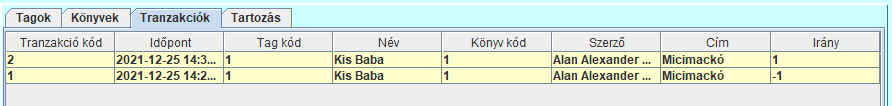 Tagok Könyvek Tranzakciók Tartozás
Tranzakció kód Időpont Tag kód Név Könyv kód Szerző Cím Irány
2 2021-12-25 14:3... 1 Kis Baba 1 Alan Alexander ... Micimackó 1
1 2021-12-25 14:2... 1 Kis Baba 1 Alan Alexander ... Micimackó -1